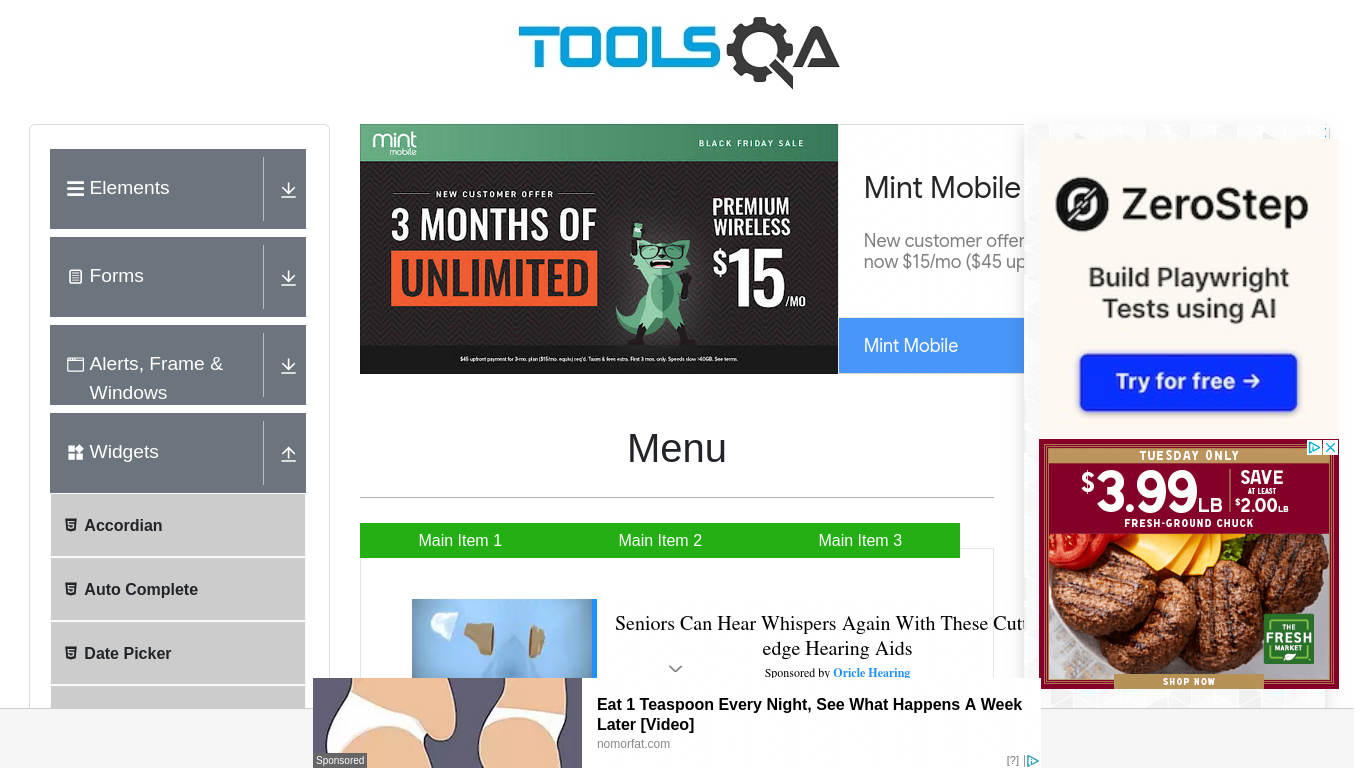 TOOLSQA
Elements
Forms
Alerts, Frame &
Windows
Widgets
Accordian
Auto Complete
Date Picker
mint
mobile
BLACK FRIDAY SALE
NEW CUSTOMER OFFER
3 MONTHS OF
UNLIMITED
PREMIUM
WIRELESS
$15/MO
$45 upfront payment for 3-mo. plan ($15/mo. equiv.) req'd. Taxes & fees extra. First 3 mos. only. Speeds slow >40GB. See terms.
Mint Mobile
New customer offer
now $15/mo ($45 up
Mint Mobile
Menu
Main Item 1
Main Item 2
Main Item 3
Seniors Can Hear Whispers Again With These Cutt
edge Hearing Aids
Sponsored by Oricle Hearing
ZeroStep
Build Playwright
Tests using AI
Try for free →
TUESDAY ONLY
$3.99LB
SAVE
AT LEAST
$2.00LB
FRESH-GROUND CHUCK
THE
FRESH
MARKET
SHOP NOW
Sponsored
Eat 1 Teaspoon Every Night, See What Happens A Week
Later [Video]
nomorfat.com
[?]